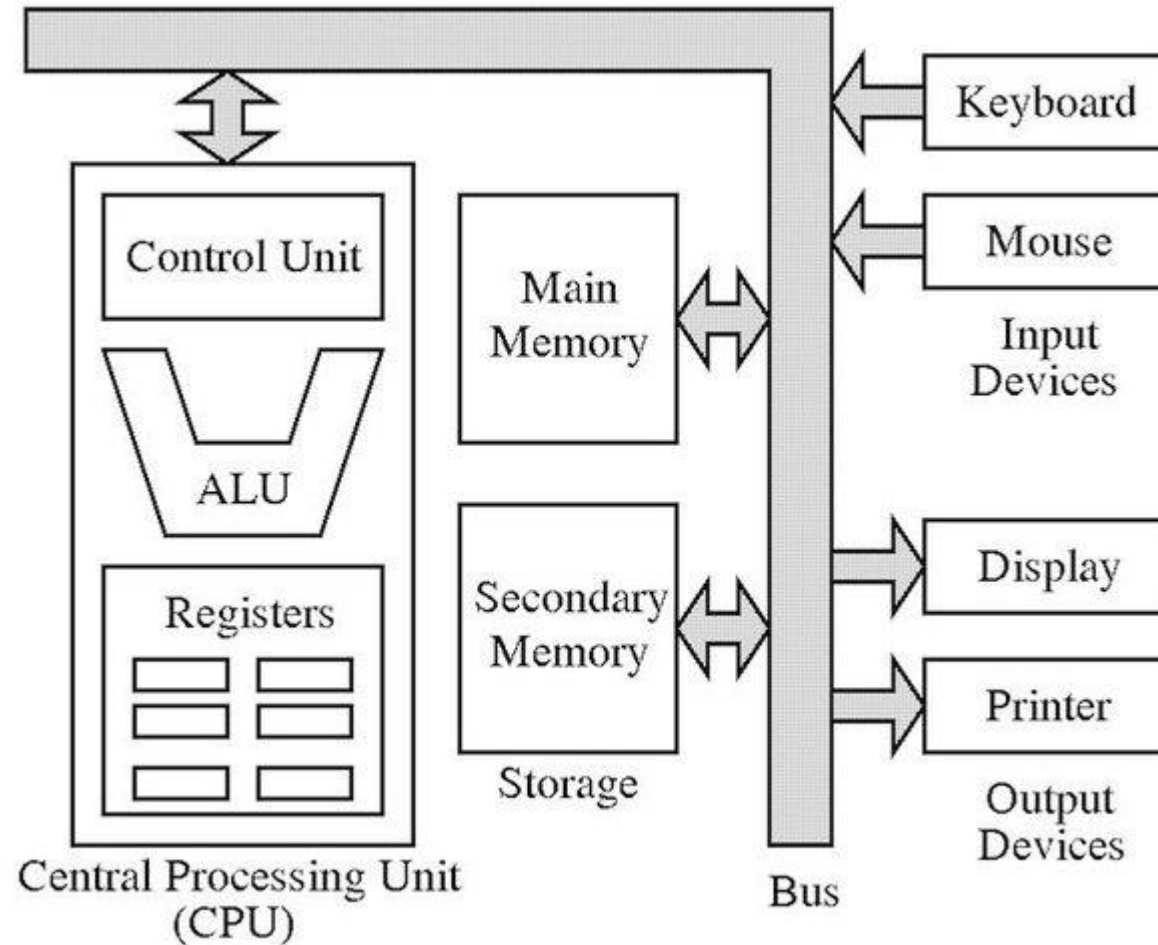 Keyboard
Control Unit
Mouse
Main
Memory
Input
Devices
ALU
Display
Secondary
Memory
Registers
Printer
Storage
Output
Devices
Central Processing Unit
(CPU)
Bus